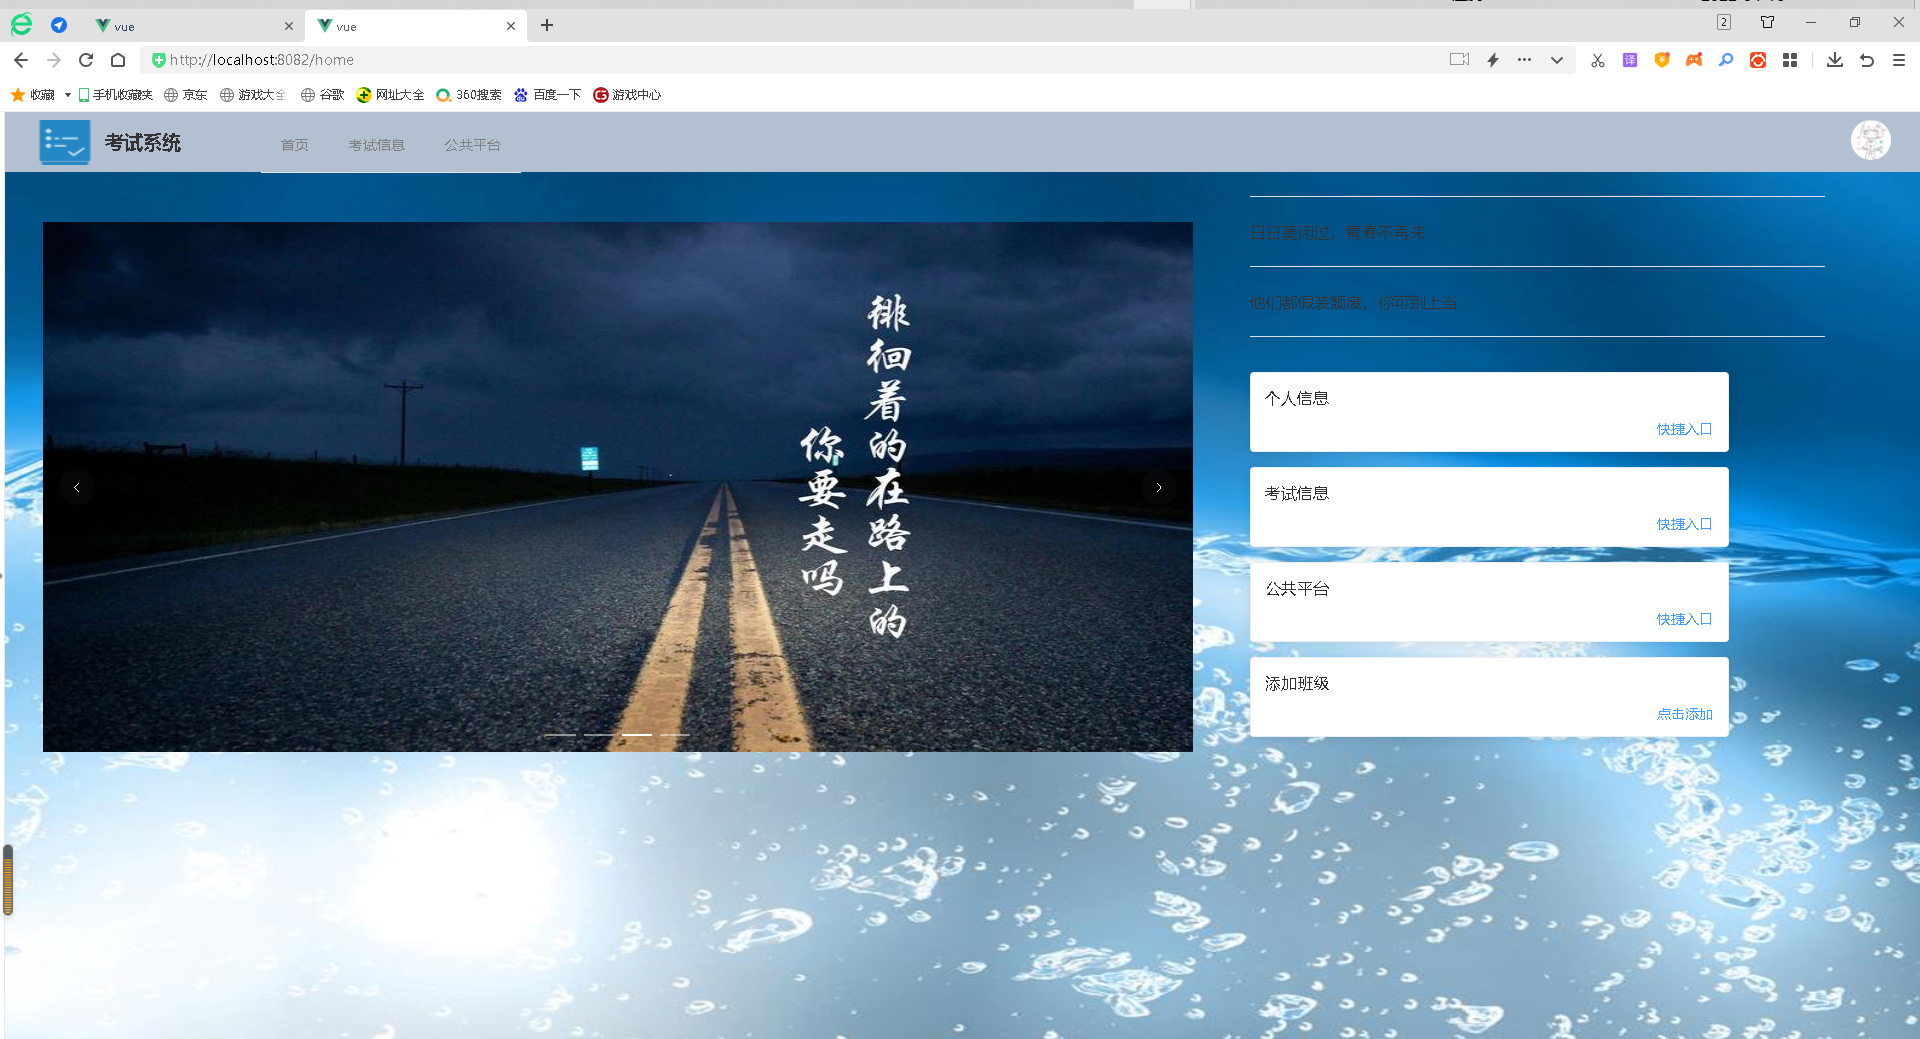 vue
vue
2
http://localhost:8082/home
译
收藏
手机收藏夹
京东
游戏大全
谷歌
网址大全
360搜索
百度一下
游戏中心
考试系统
首页
考试信息
公共平台
日日莫闲过，青春不再来
他们都假装颓废，你可别上当
徘徊着的在路上的
你要走吗
个人信息
快捷入口
考试信息
快捷入口
公共平台
快捷入口
添加班级
点击添加